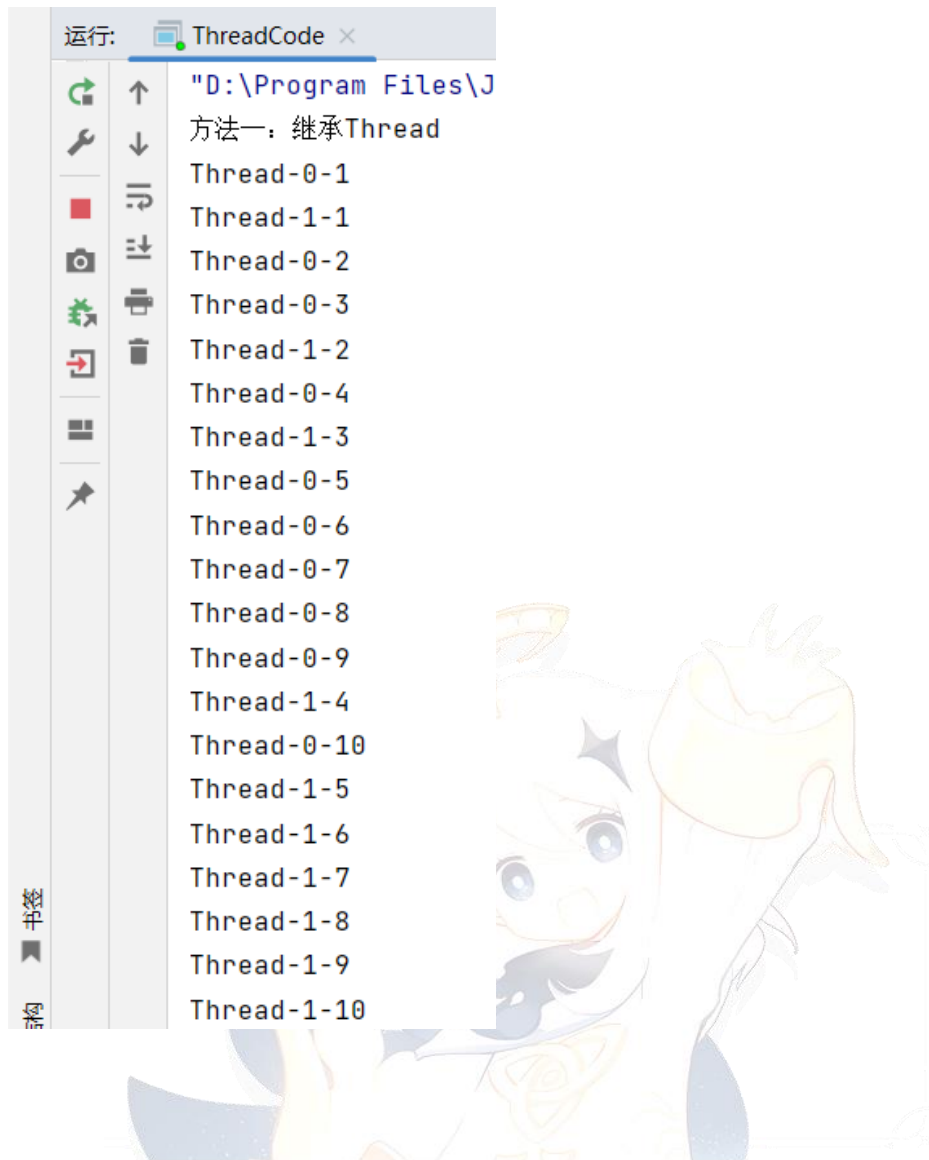 运行:
ThreadCode
"D:\Program Files\J
方法一：继承Thread
Thread-0-1
Thread-1-1
Thread-0-2
Thread-0-3
Thread-1-2
Thread-0-4
Thread-1-3
Thread-0-5
Thread-0-6
Thread-0-7
Thread-0-8
Thread-0-9
Thread-1-4
Thread-0-10
Thread-1-5
Thread-1-6
Thread-1-7
Thread-1-8
Thread-1-9
Thread-1-10
书签